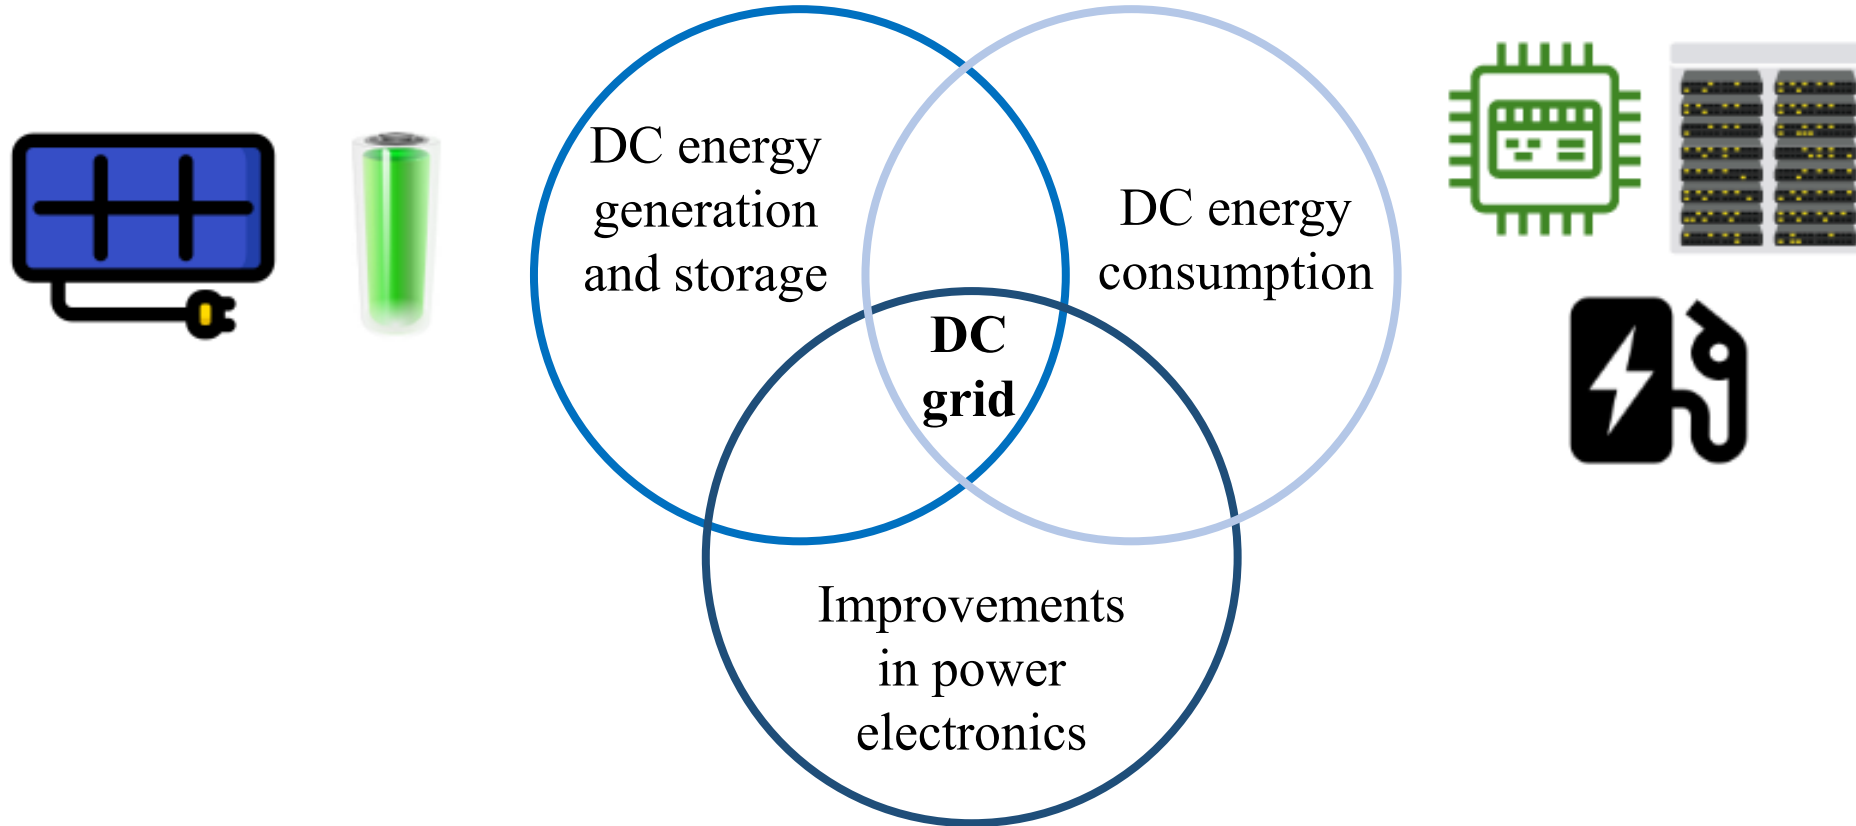 DC energy
generation
and storage
DC energy
consumption
DC
grid
Improvements
in power
electronics